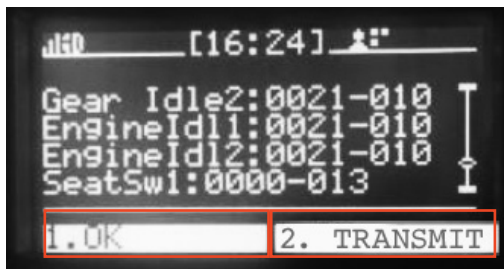 [16:24]
Gear Idle2:0021-010
EngineIdl1:0021-010
EngineIdl2:0021-010
SeatSw1:0000-013
1.OK
2. TRANSMIT